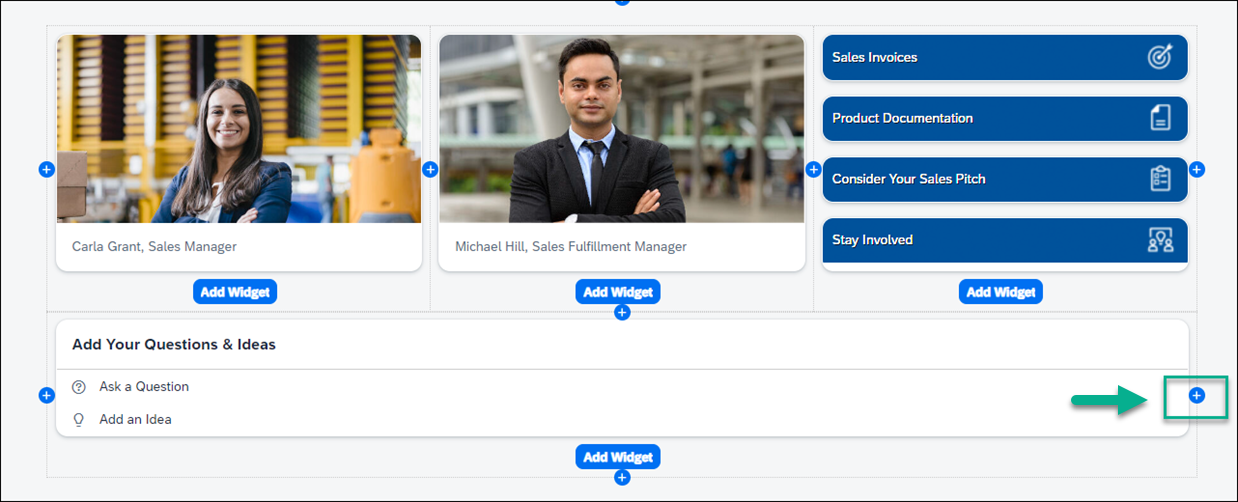 Sales Invoices
Product Documentation
Consider Your Sales Pitch
Stay Involved
Carla Grant, Sales Manager
Michael Hill, Sales Fulfillment Manager
Add Widget
Add Widget
Add Widget
Add Your Questions & Ideas
Ask a Question
Add an Idea
Add Widget